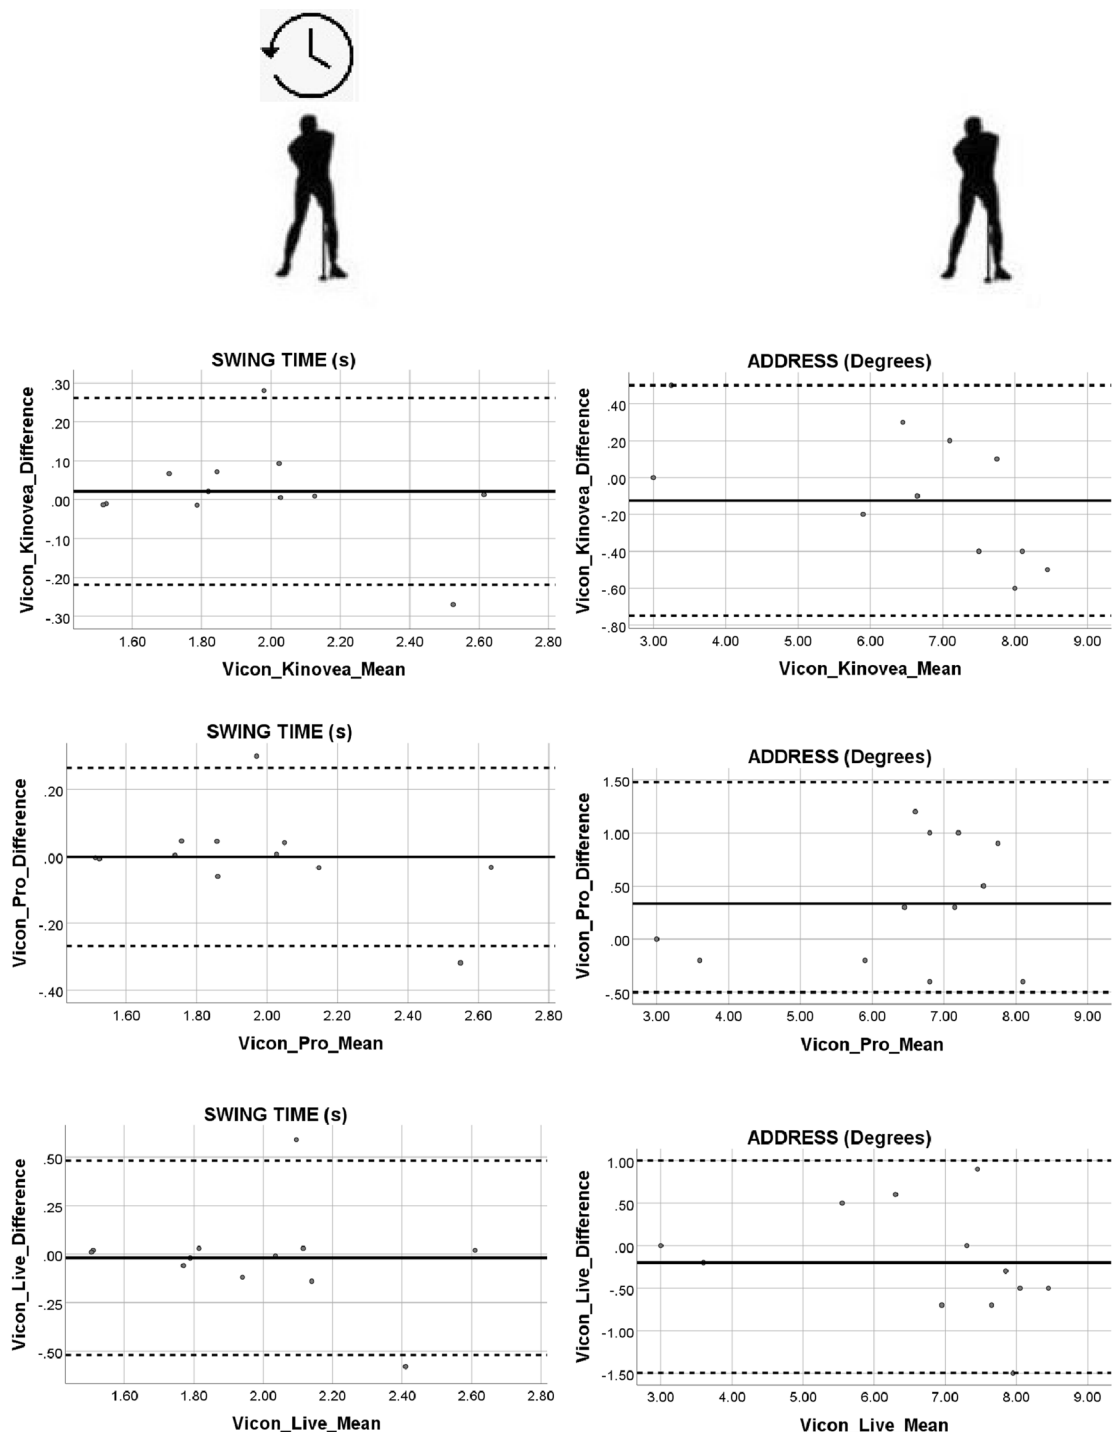 SWING TIME (s)
Vicon_Kinovea_Difference
.30
.20
.10
.00
-.10
-.20
-.30
1.60 1.80 2.00 2.20 2.40 2.60 2.80
Vicon_Kinovea_Mean
ADDRESS (Degrees)
Vicon_Kinovea_Difference
.40
.20
.00
-.20
-.40
-.60
-.80
3.00 4.00 5.00 6.00 7.00 8.00 9.00
Vicon_Kinovea_Mean
SWING TIME (s)
Vicon_Pro_Difference
.20
.00
-.20
-.40
1.60 1.80 2.00 2.20 2.40 2.60 2.80
Vicon_Pro_Mean
ADDRESS (Degrees)
Vicon_Pro_Difference
1.50
1.00
.50
.00
-.50
3.00 4.00 5.00 6.00 7.00 8.00 9.00
Vicon_Pro_Mean
SWING TIME (s)
Vicon_Live_Difference
.50
.25
.00
-.25
-.50
1.60 1.80 2.00 2.20 2.40 2.60 2.80
Vicon_Live_Mean
ADDRESS (Degrees)
Vicon_Live_Difference
1.00
.50
.00
-.50
-1.00
-1.50
3.00 4.00 5.00 6.00 7.00 8.00 9.00
Vicon_Live_Mean